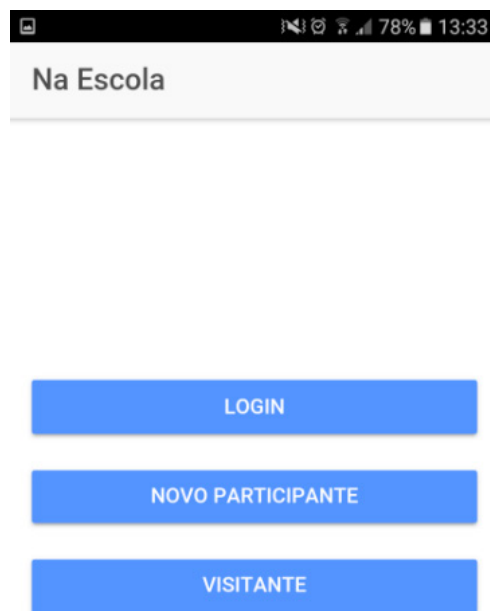 78% 13:33
Na Escola
LOGIN
NOVO PARTICIPANTE
VISITANTE